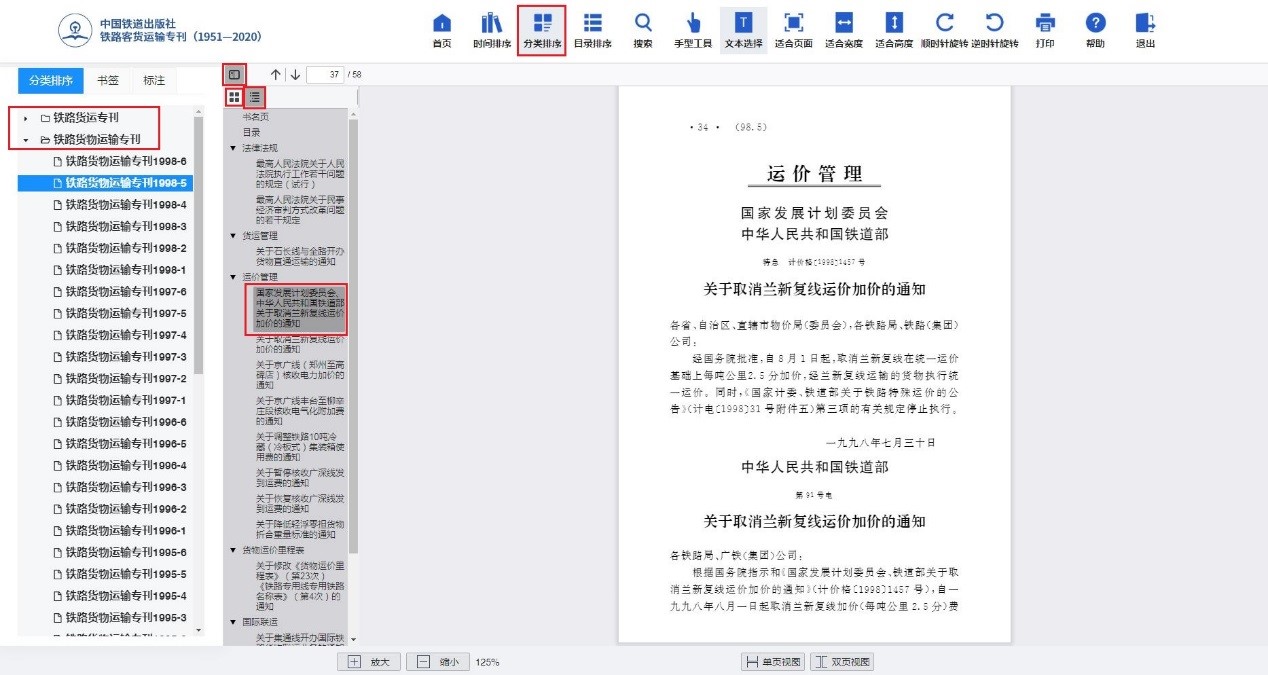 中国铁道出版社
铁路客货运输专刊（1951—2020）
首页 时间排序 分类排序 目录排序 搜索 手型工具 文本选择 适合页面 适合宽度 适合高度 顺时针旋转 逆时针旋转 打印 帮助 退出
分类排序 书签 标注
37 / 58
铁路货运专刊
铁路货物运输专刊
铁路货物运输专刊1998-6
铁路货物运输专刊1998-5
铁路货物运输专刊1998-4
铁路货物运输专刊1998-3
铁路货物运输专刊1998-2
铁路货物运输专刊1998-1
铁路货物运输专刊1997-6
铁路货物运输专刊1997-5
铁路货物运输专刊1997-4
铁路货物运输专刊1997-3
铁路货物运输专刊1997-2
铁路货物运输专刊1997-1
铁路货物运输专刊1996-6
铁路货物运输专刊1996-5
铁路货物运输专刊1996-4
铁路货物运输专刊1996-3
铁路货物运输专刊1996-2
铁路货物运输专刊1996-1
铁路货物运输专刊1995-6
铁路货物运输专刊1995-5
铁路货物运输专刊1995-4
铁路货物运输专刊1995-3
书名页
目录
法律法规
最高人民法院关于人民
法院执行工作若干问题
的规定（试行）
最高人民法院关于民事
经济审判方式改革问题
的若干规定
货运管理
关于石长线与全路开办
货物直通运输的通知
运价管理
国家发展计划委员会、
中华人民共和国铁道部
关于取消兰新复线运价
加价的通知
关于取消兰新复线运价
加价的通知
关于京广线（郑州至高
碑店）核收电力加价的
通知
关于京广线丰台至柳辛
庄段核收电气化附加费
的通知
关于调整铁路10吨冷
藏（冷板式）集装箱使
用费的通知
关于暂停核收广深线发
到运费的通知
关于恢复核收广深线发
到运费的通知
关于降低轻浮零担货物
折合重量标准的通知
货物运价里程表
关于修改《货物运价里
程表》（第23次）
《铁路专用线专用铁路
名称表》（第4次）的
通知
国际联运
关于集通线开办国际铁
·34· （98.5）
运价管理
国家发展计划委员会
中华人民共和国铁道部
特急 计价格[1998]1457号
关于取消兰新复线运价加价的通知
各省、自治区、直辖市物价局(委员会),各铁路局、铁路(集团)
公司:
经国务院批准,自8月1日起,取消兰新复线在统一运价
基础上每吨公里2.5分加价,经兰新复线运输的货物执行统
一运价。同时,《国家计委、铁道部关于铁路特殊运价的公
告》(计电[1998]31号附件五)第三项的有关规定停止执行。
一九九八年七月三十日
中华人民共和国铁道部
第91号电
关于取消兰新复线运价加价的通知
各铁路局、广铁(集团)公司:
根据国务院指示和《国家发展计划委员会、铁道部关于取
消兰新复线运价加价的通知》(计价格[1998]1457号),自一
九九八年八月一日起取消兰新复线加价(每吨公里2.5分)费
放大 缩小 125% 单页视图 双页视图